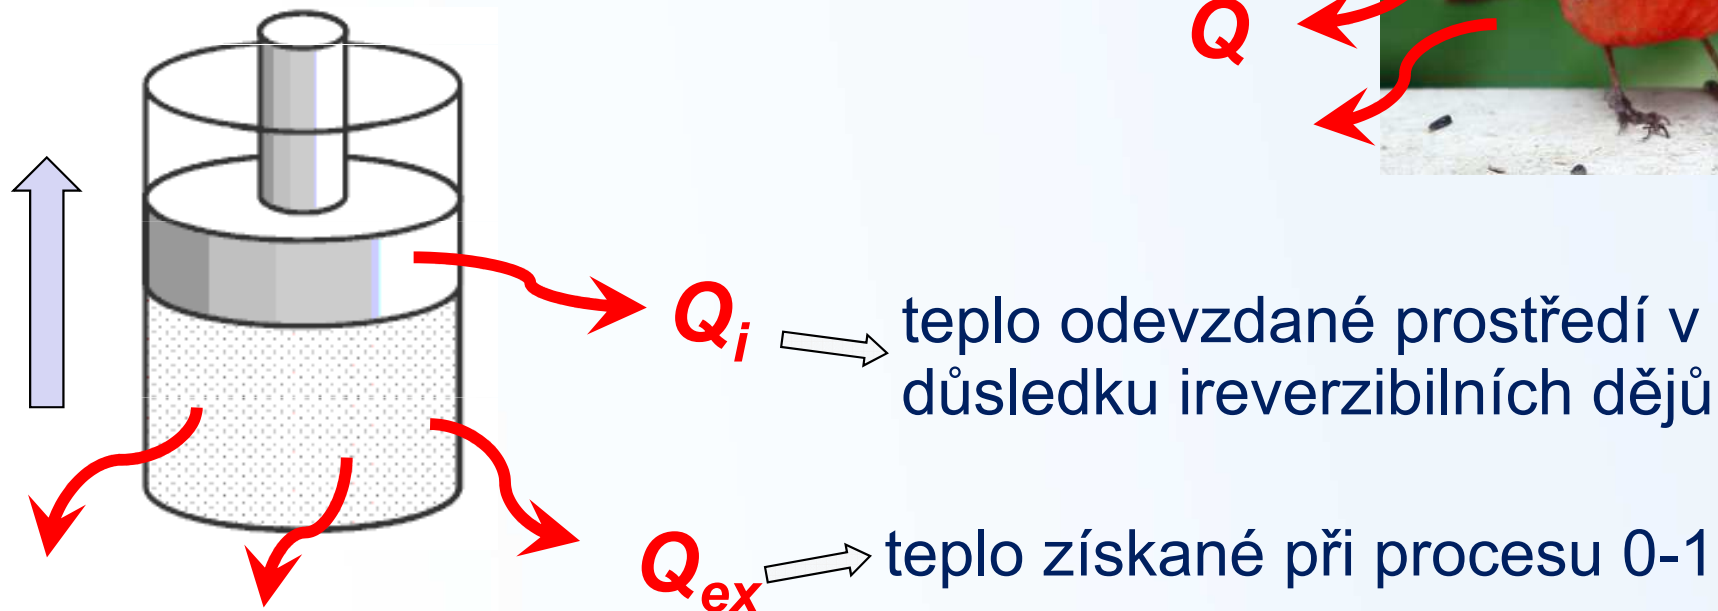 Q
Qi
teplo odevzdané prostředí v
důsledku ireverzibilních dějů
Qex
teplo získané při procesu 0-1